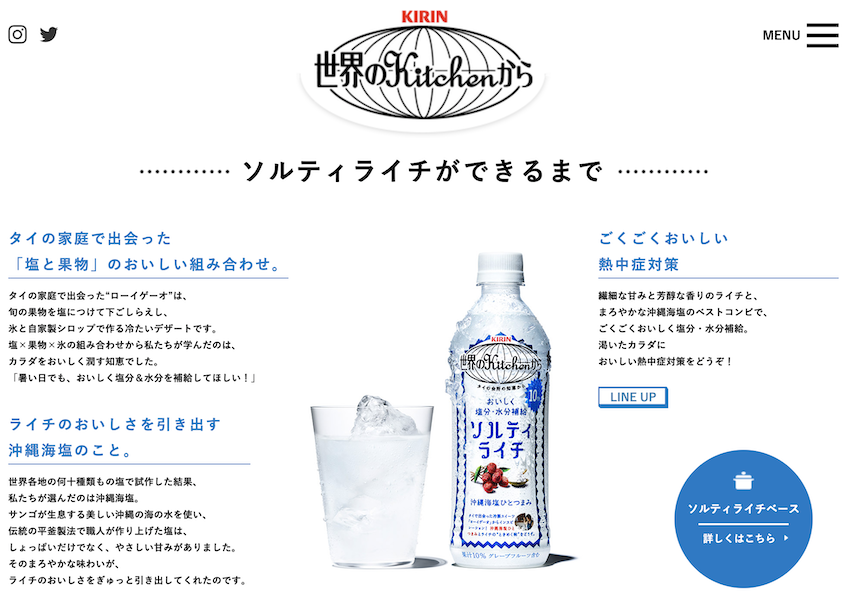 KIRIN
世界のKitchenから
MENU
ソルティライチができるまで
タイの家庭で出会った
「塩と果物」のおいしい組み合わせ。
タイの家庭で出会った“ローイゲーオ”は、
旬の果物を塩につけて下ごしらえし、
氷と自家製シロップで作る冷たいデザートです。
塩×果物×氷の組み合わせから私たちが学んだのは、
カラダをおいしく潤す知恵でした。
「暑い日でも、おいしく塩分＆水分を補給してほしい！」
ライチのおいしさを引き出す
沖縄海塩のこと。
世界各地の何十種類もの塩で試作した結果、
私たちが選んだのは沖縄海塩。
サンゴが生息する美しい沖縄の海の水を使い、
伝統の平釜製法で職人が作り上げた塩は、
しょっぱいだけでなく、やさしい甘みがありました。
そのまろやかな味わいが、
ライチのおいしさをぎゅっと引き出してくれたのです。
KIRIN
世界のKitchenから
おいしく
塩分・水分補給
ソルティ
ライチ
沖縄海塩ひとつまみ
果汁10% グレープフルーツ
ごくごくおいしい
熱中症対策
繊細な甘みと芳醇な香りのライチと、
まろやかな沖縄海塩のベストコンビで、
ごくごくおいしく塩分・水分補給。
渇いたカラダに
おいしい熱中症対策をどうぞ！
LINE UP
ソルティライチベース
詳しくはこちら